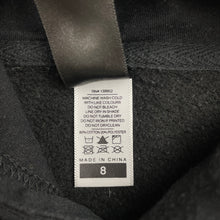 MACHINE WASH COLD
WITH LIKE COLOURS
DO NOT BLEACH
LINE DRY IN SHADE
DO NOT TUMBLE DRY
DO NOT IRON IF PRINTED
DO NOT DRYCLEAN
80% COTTON 20% POLYESTER
MADE IN CHINA
8